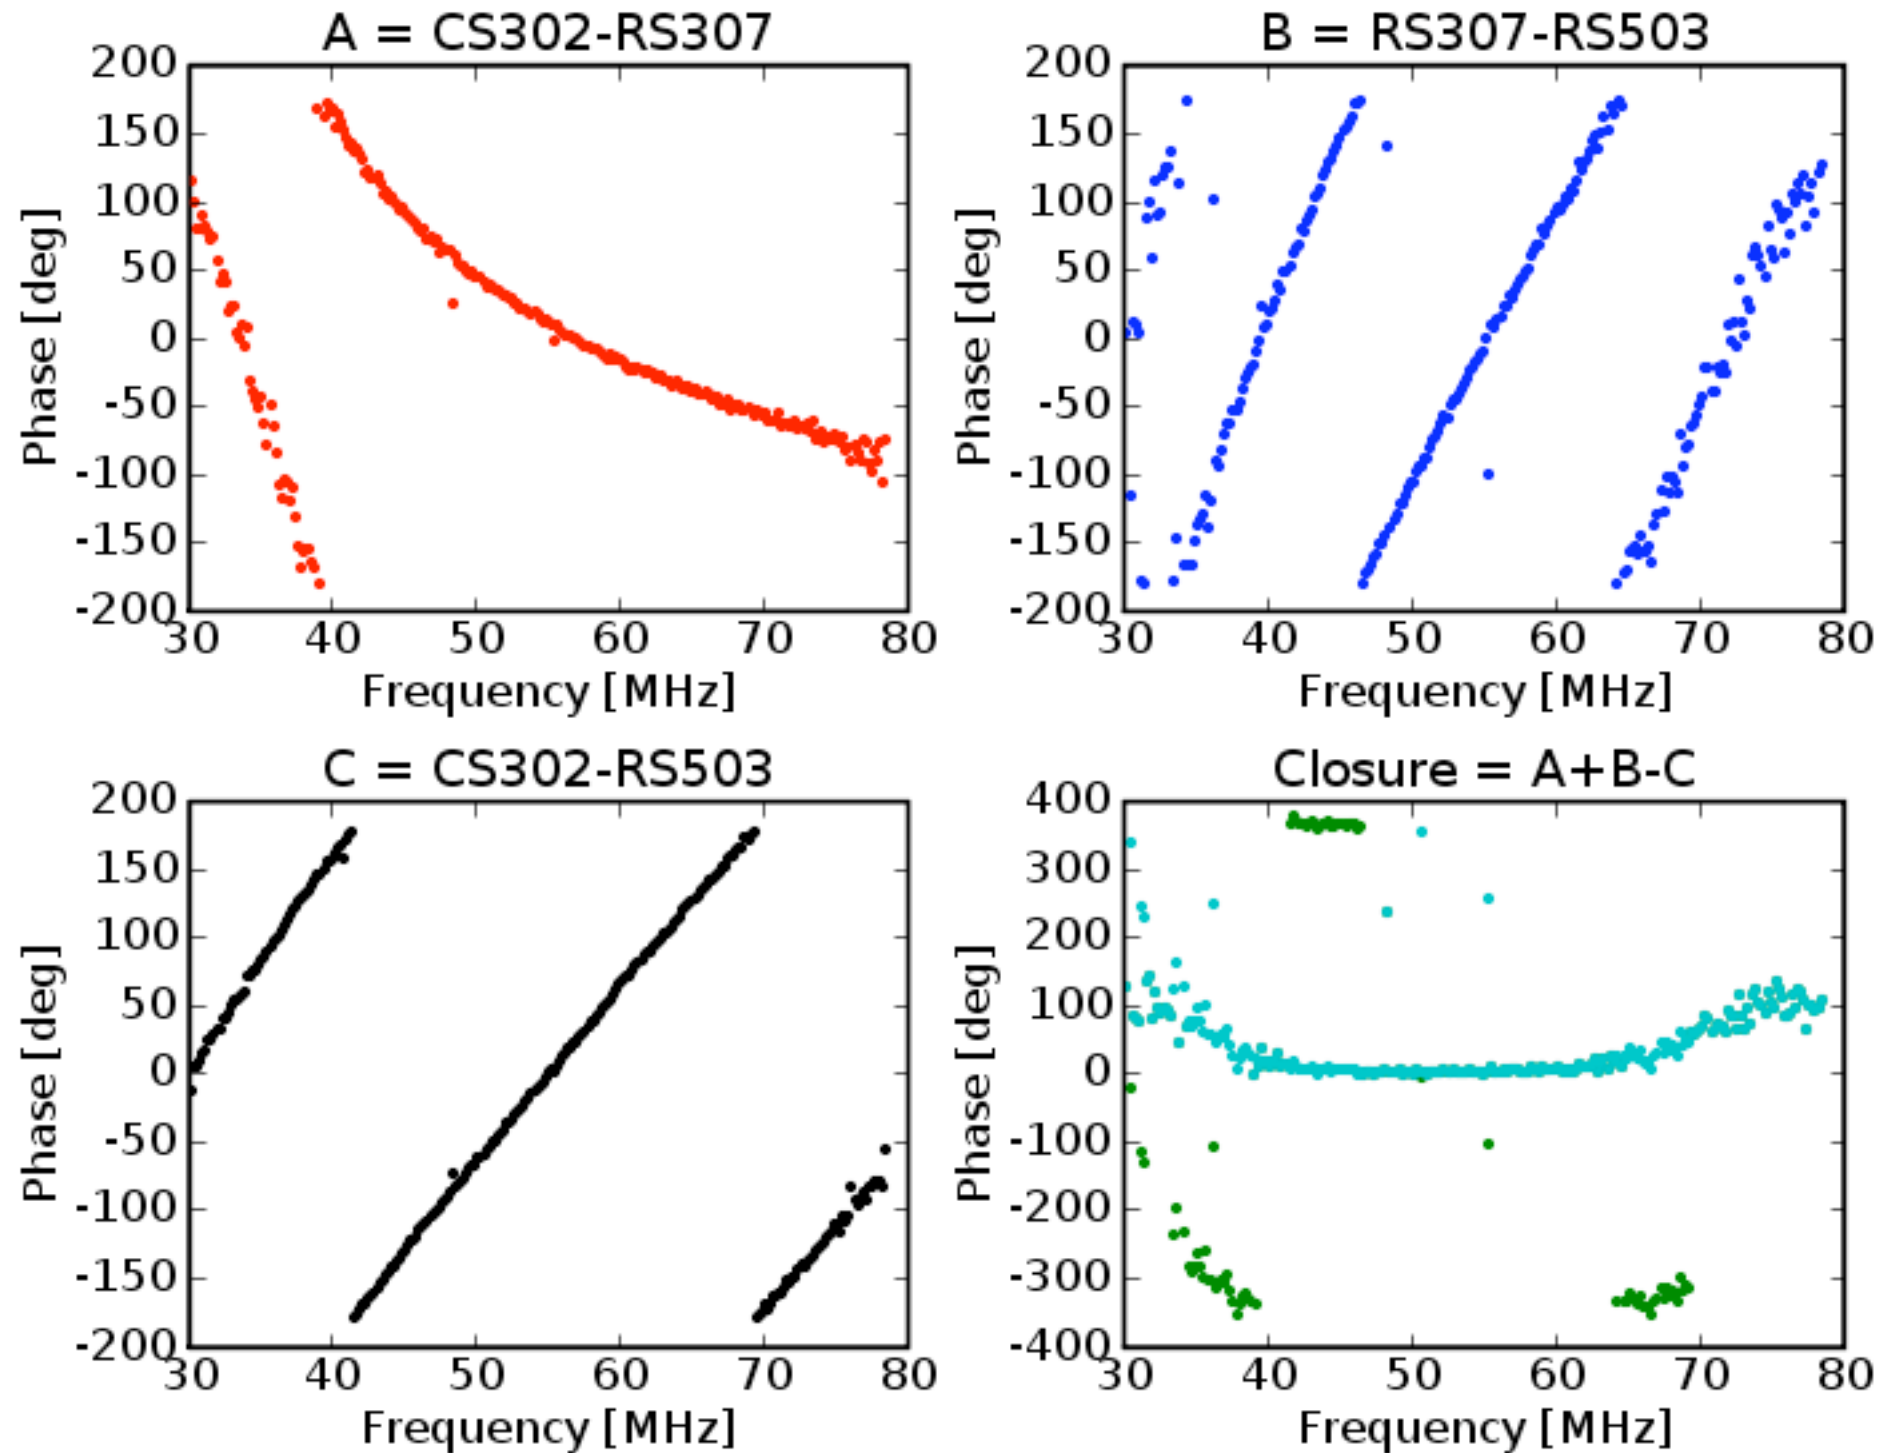 A = CS302-RS307
200
150
100
50
0
-50
-100
-150
-200
30 40 50 60 70 80
Phase [deg]
Frequency [MHz]
B = RS307-RS503
200
150
100
50
0
-50
-100
-150
-200
30 40 50 60 70 80
Phase [deg]
Frequency [MHz]
C = CS302-RS503
200
150
100
50
0
-50
-100
-150
-200
30 40 50 60 70 80
Phase [deg]
Frequency [MHz]
Closure = A+B-C
400
300
200
100
0
-100
-200
-300
-400
30 40 50 60 70 80
Phase [deg]
Frequency [MHz]